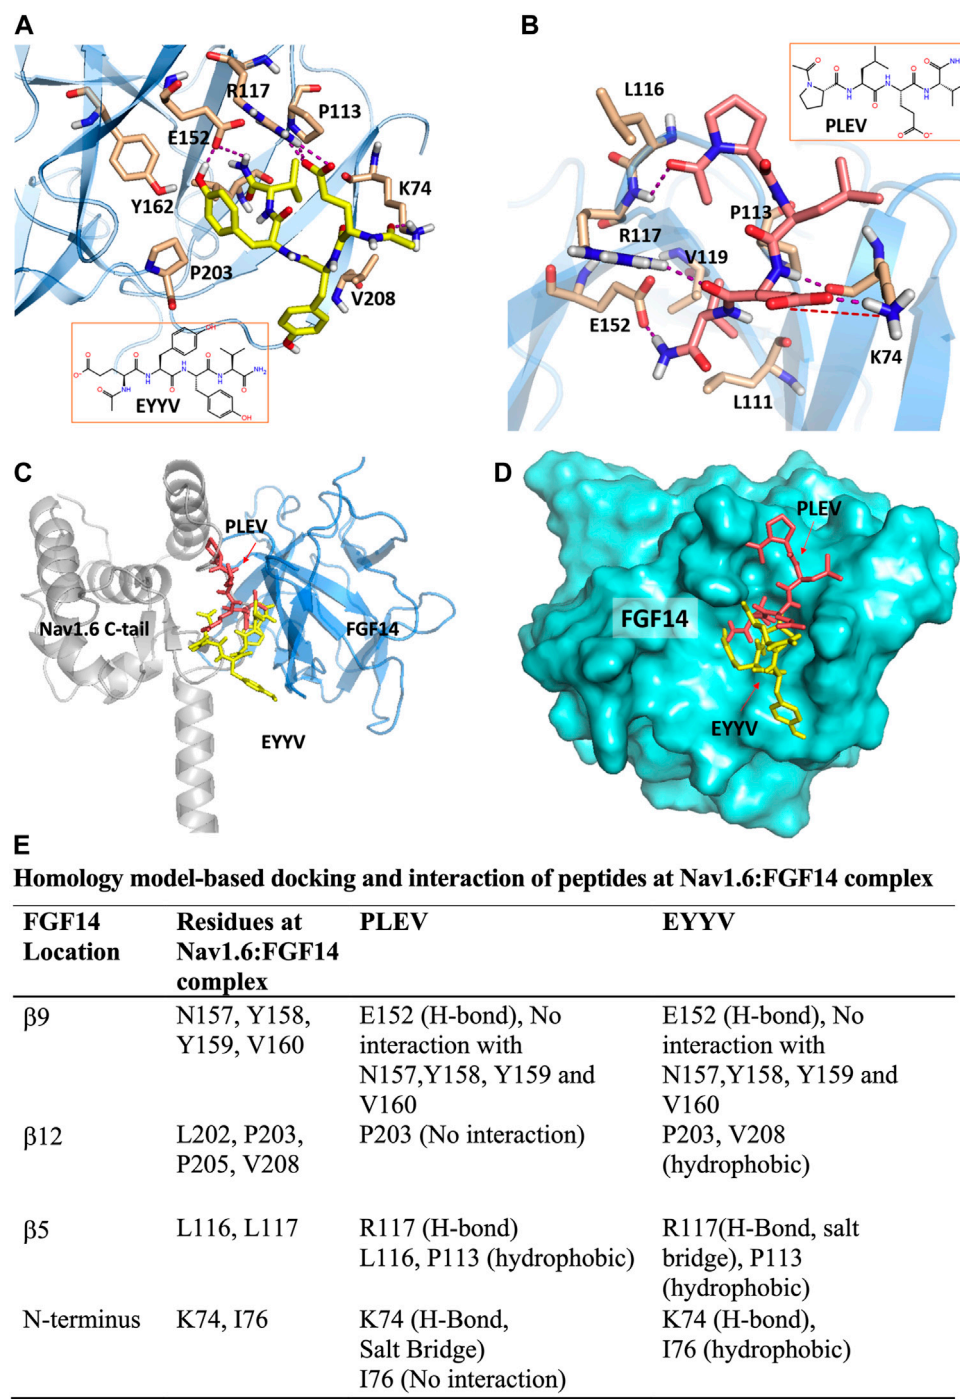 A
R117
P113
E152
K74
Y162
P203
V208
EYYV
B
L116
PLEV
P113
R117
V119
E152
K74
L111
C
PLEV
Nav1.6 C-tail
FGF14
EYYV
D
PLEV
FGF14
EYYV
E
Homology model-based docking and interaction of peptides at Nav1.6:FGF14 complex
FGF14 Residues at PLEV EYYV
Location Nav1.6:FGF14
complex
β9 N157, Y158, E152 (H-bond), No E152 (H-bond), No
Y159, V160 interaction with interaction with
N157,Y158, Y159 and N157,Y158, Y159 and
V160 V160
β12 L202, P203, P203 (No interaction) P203, V208
P205, V208 (hydrophobic)
β5 L116, L117 R117 (H-bond) R117(H-Bond, salt
L116, P113 (hydrophobic) bridge), P113
(hydrophobic)
N-terminus K74, I76 K74 (H-Bond, K74 (H-bond),
Salt Bridge) I76 (hydrophobic)
I76 (No interaction)